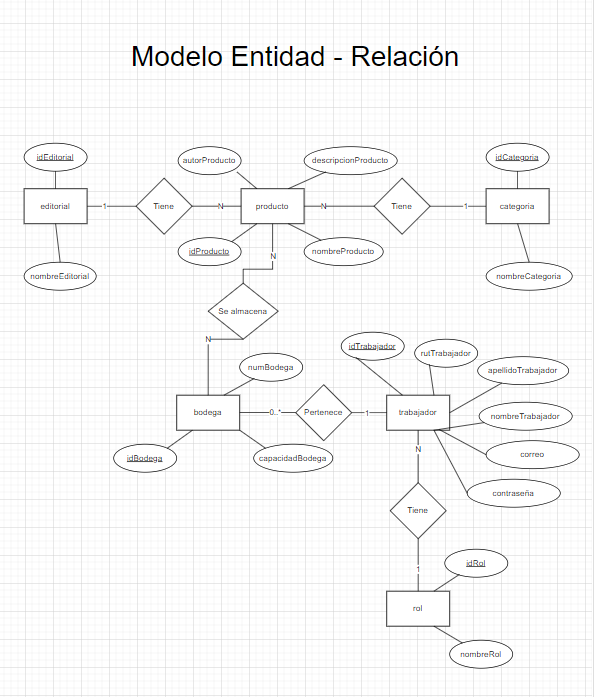 Modelo Entidad - Relación
idEditorial
autorProducto
descripcionProducto
idCategoria
editorial
1
Tiene
N
producto
N
Tiene
1
categoria
nombreEditorial
idProducto
nombreProducto
nombreCategoria
N
Se almacena
N
numBodega
idTrabajador
rutTrabajador
apellidoTrabajador
bodega
0..*
Pertenece
1
trabajador
nombreTrabajador
idBodega
capacidadBodega
N
correo
contraseña
Tiene
1
idRol
rol
nombreRol